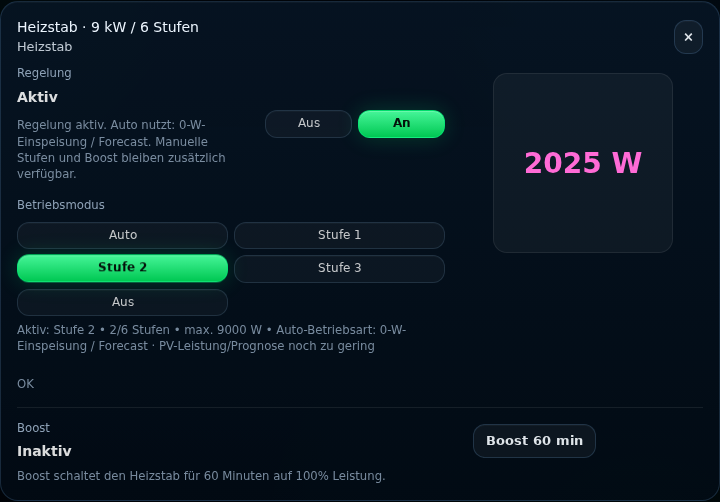 Heizstab · 9 kW / 6 Stufen
Heizstab
×
Regelung
Aktiv
Regelung aktiv. Auto nutzt: 0-W-
Einspeisung / Forecast. Manuelle
Stufen und Boost bleiben zusätzlich
verfügbar.
Aus
An
2025 W
Betriebsmodus
Auto
Stufe 1
Stufe 2
Stufe 3
Aus
Aktiv: Stufe 2 • 2/6 Stufen • max. 9000 W • Auto-Betriebsart: 0-W-
Einspeisung / Forecast · PV-Leistung/Prognose noch zu gering
OK
Boost
Inaktiv
Boost 60 min
Boost schaltet den Heizstab für 60 Minuten auf 100% Leistung.